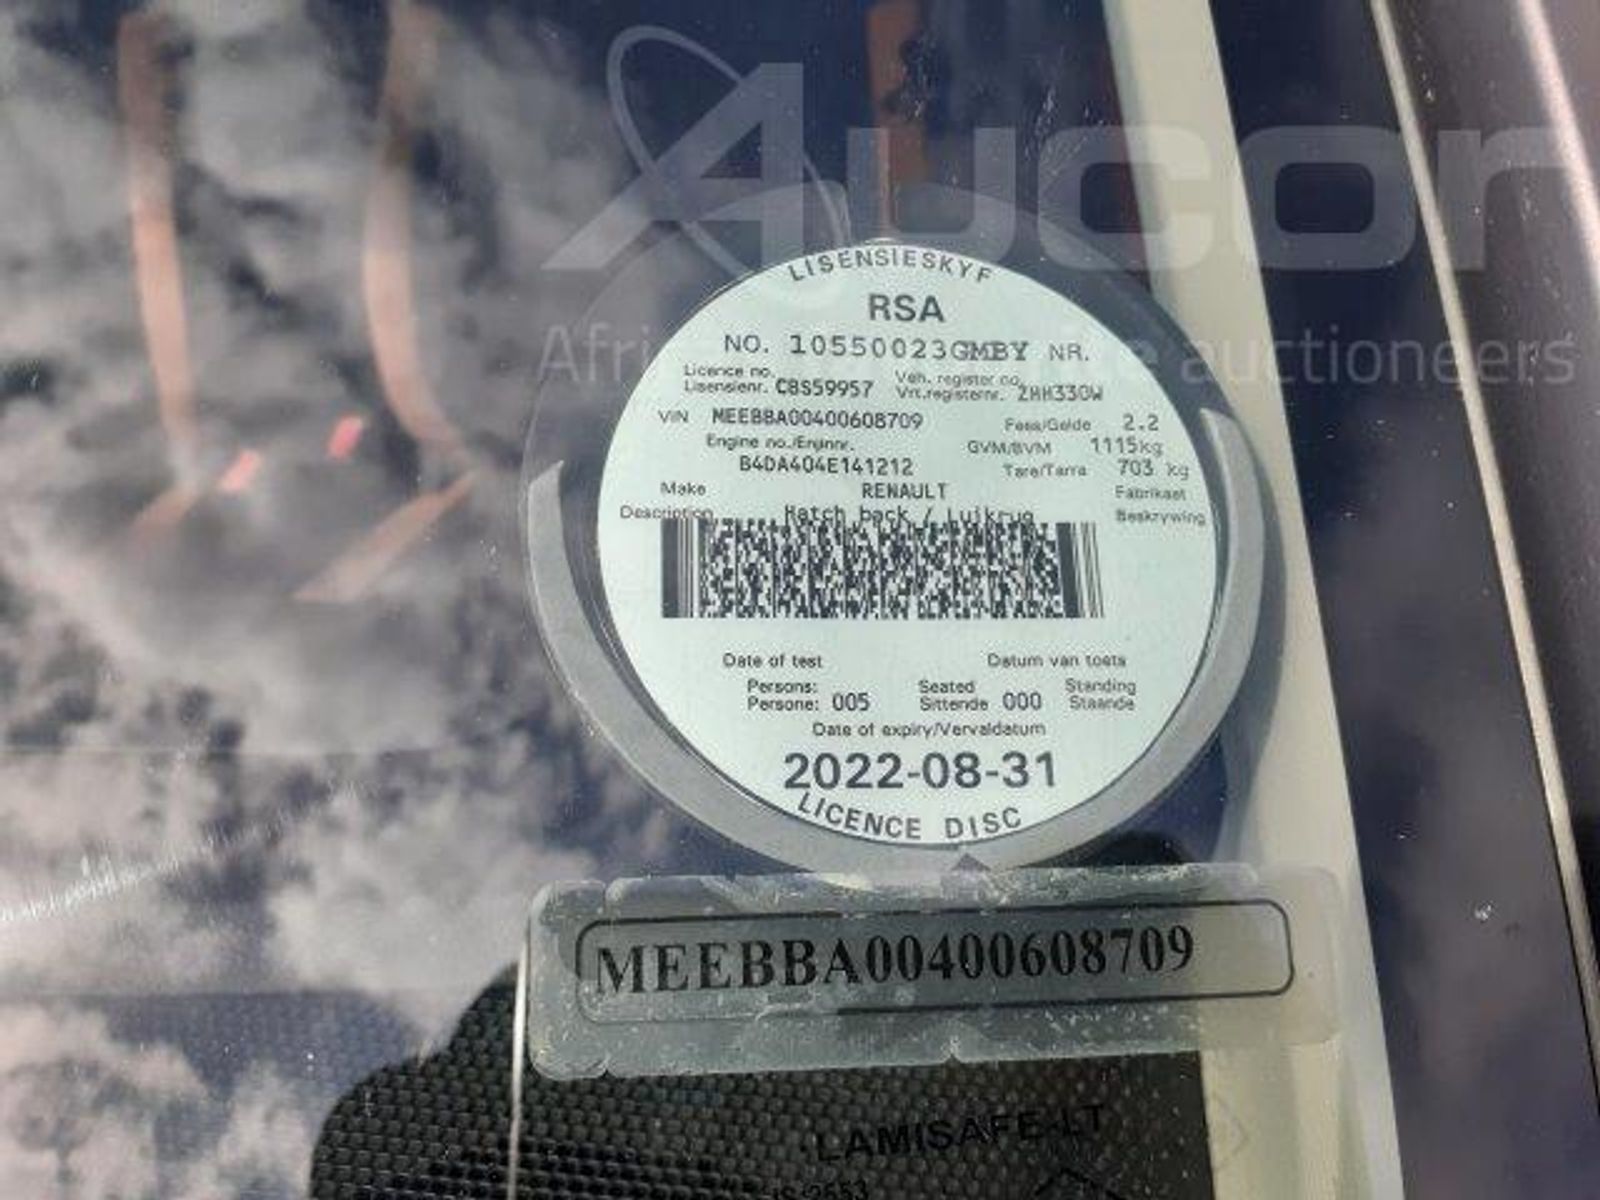 Aucor
auctioneers
LISENSIESKYF
RSA
NO. 10550023GMBY NR.
Licence no. Veh. register no.
Lisensienr. CBS59957 Vrt.registernr. ZHH330W
VIN MEEBBA00400608709 Fees/Gelde 2.2
Engine no./Enjinnr. GVM/BVM 1115kg
B4DA404E141212 Tare/Tarra 703 kg
Make RENAULT Fabrikaat
Description Hatch back / Luikrug Beskrywing
Date of test Datum van toets
Persons: Seated Standing
Persone: 005 Sittende 000 Staande
Date of expiry/Vervaldatum
2022-08-31
LICENCE DISC
MEEBBA00400608709
LAMISAFE-LT